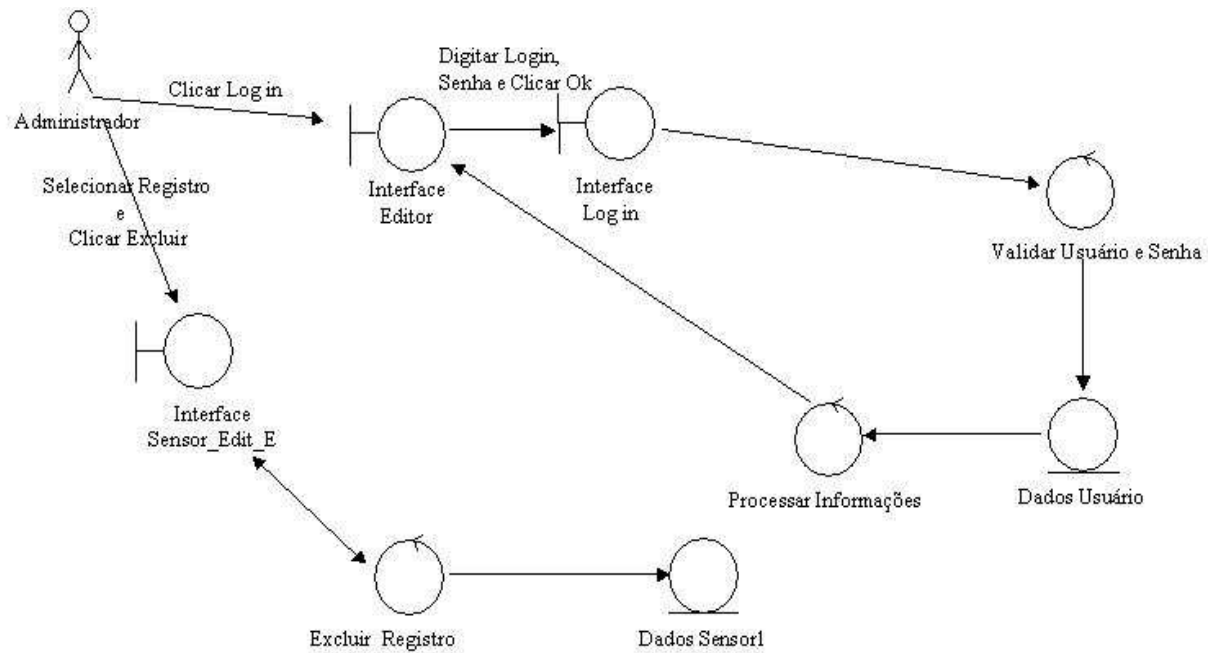 Digitar Login,
Senha e Clicar Ok
Clicar Log in
Administrador
Selecionar Registro
e
Clicar Excluir
Interface
Editor
Interface
Log in
Validar Usuário e Senha
Interface
Sensor_Edit_E
Processar Informações
Dados Usuário
Excluir Registro
Dados Sensor1